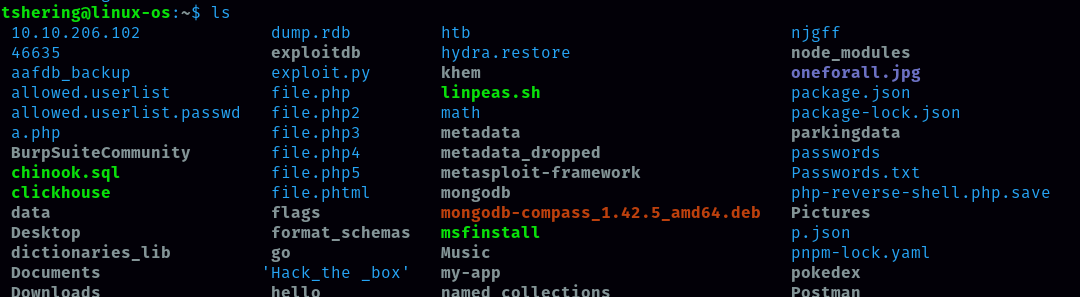 tshering@linux-os:~$ ls
10.10.206.102 dump.rdb htb njgff
46635 exploitdb hydra.restore node_modules
aafdb_backup exploit.py khem oneforall.jpg
allowed.userlist file.php linpeas.sh package.json
allowed.userlist.passwd file.php2 math package-lock.json
a.php file.php3 metadata parkingdata
BurpSuiteCommunity file.php4 metadata_dropped passwords
chinook.sql file.php5 metasploit-framework Passwords.txt
clickhouse file.phtml mongodb php-reverse-shell.php.save
data flags mongodb-compass_1.42.5_amd64.deb Pictures
Desktop format_schemas msfinstall p.json
dictionaries_lib go Music pnpm-lock.yaml
Documents 'Hack_the _box' my-app pokedex
Downloads hello named_collections Postman